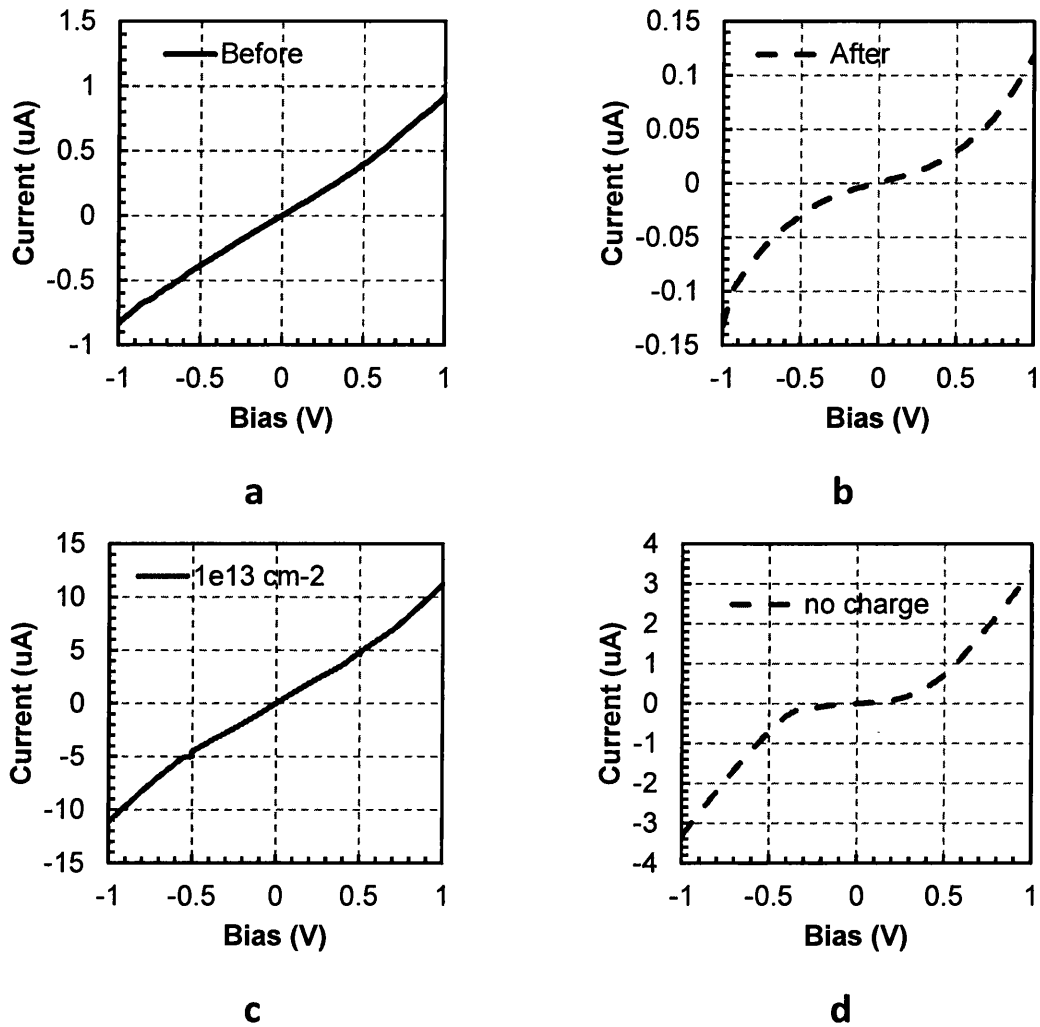 1.5
1
0.5
0
-0.5
-1
Before
Current (uA)
-1 -0.5 0 0.5 1
Bias (V)
a
0.15
0.1
0.05
0
-0.05
-0.1
-0.15
After
Current (uA)
-1 -0.5 0 0.5 1
Bias (V)
b
15
10
5
0
-5
-10
-15
1e13 cm-2
Current (uA)
-1 -0.5 0 0.5 1
Bias (V)
c
4
3
2
1
0
-1
-2
-3
-4
no charge
Current (uA)
-1 -0.5 0 0.5 1
Bias (V)
d